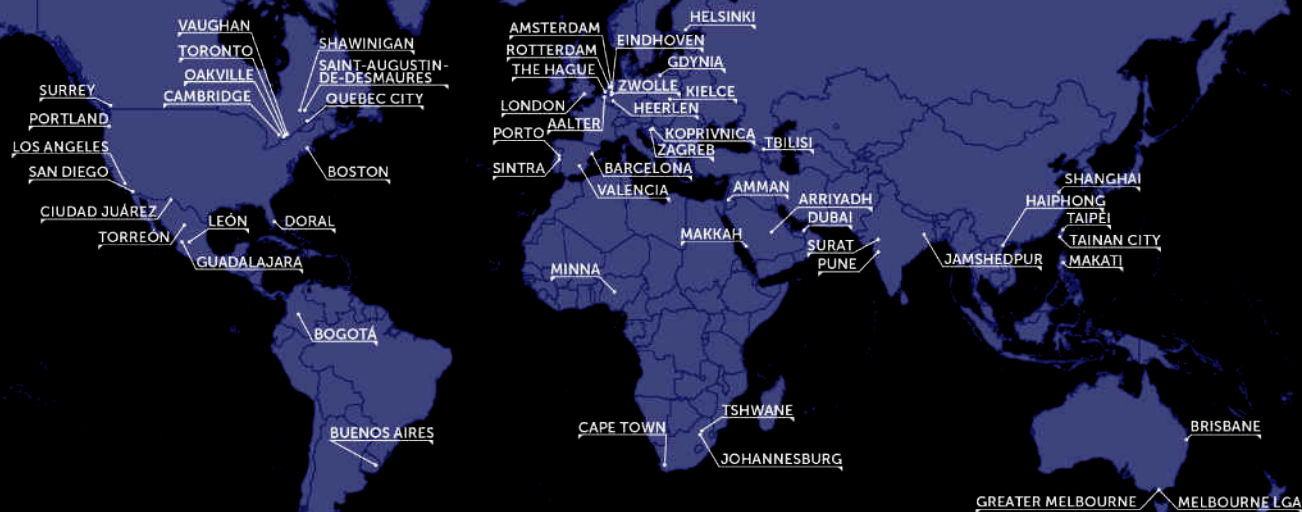 VAUGHAN
TORONTO
OAKVILLE
CAMBRIDGE
SHAWINIGAN
SAINT-AUGUSTIN-
DE-DESMAURES
QUEBEC CITY
SURREY
PORTLAND
LOS ANGELES
SAN DIEGO
BOSTON
CIUDAD JUÁREZ
TORREÓN
LEÓN
DORAL
GUADALAJARA
BOGOTÁ
BUENOS AIRES
HELSINKI
AMSTERDAM
ROTTERDAM
THE HAGUE
EINDHOVEN
GDYNIA
ZWOLLE
KIELCE
LONDON
HEERLEN
AALTER
PORTO
KOPRIVNICA
ZAGREB
TBILISI
SINTRA
BARCELONA
VALENCIA
AMMAN
ARRIYADH
DUBAI
MAKKAH
SURAT
PUNE
JAMSHEDPUR
MINNA
SHANGHAI
HAIPHONG
TAIPEI
TAINAN CITY
MAKATI
CAPE TOWN
TSHWANE
JOHANNESBURG
BRISBANE
GREATER MELBOURNE
MELBOURNE LGA